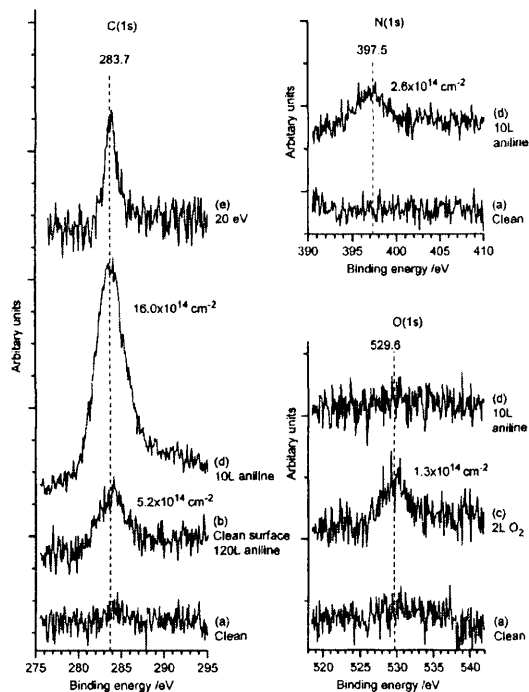 C(1s)
283.7
Arbitary units
(e)
20 eV
16.0x10¹⁴ cm⁻²
(d)
10L aniline
5.2x10¹⁴ cm⁻²
(b)
Clean surface
120L aniline
(a)
Clean
275 280 285 290 295
Binding energy /eV
N(1s)
397.5
2.6x10¹⁴ cm⁻²
Arbitary units
(d)
10L
aniline
(a)
Clean
390 395 400 405 410
Binding energy /eV
O(1s)
529.6
Arbitary units
(d)
10L
aniline
1.3x10¹⁴ cm⁻²
(c)
2L O₂
(a)
Clean
520 530 540
Binding energy /eV